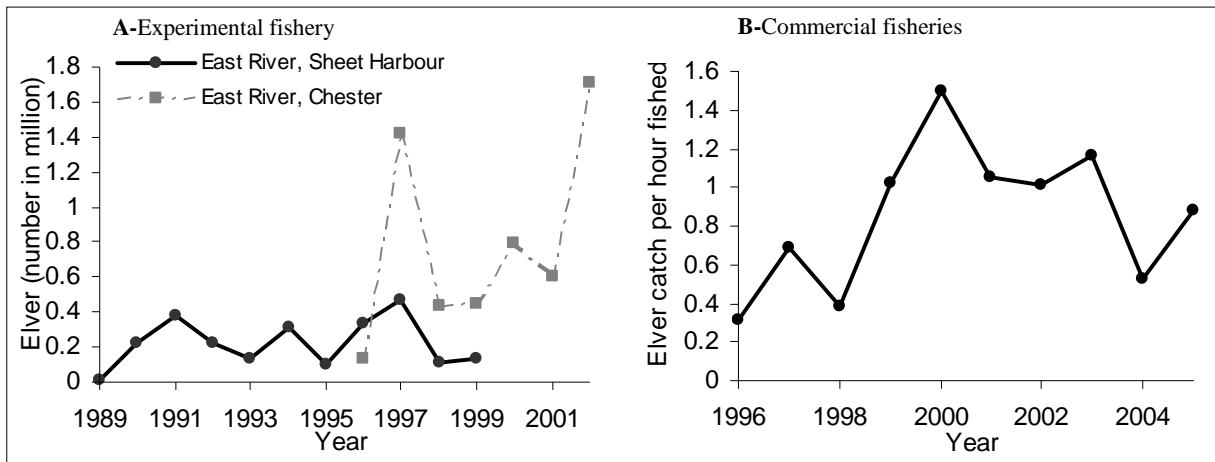 A-Experimental fishery
East River, Sheet Harbour
East River, Chester
Elver (number in million)
1.8
1.6
1.4
1.2
1
0.8
0.6
0.4
0.2
0
1989 1991 1993 1995 1997 1999 2001
Year
B-Commercial fisheries
Elver catch per hour fished
1.6
1.4
1.2
1
0.8
0.6
0.4
0.2
0
1996 1998 2000 2002 2004
Year